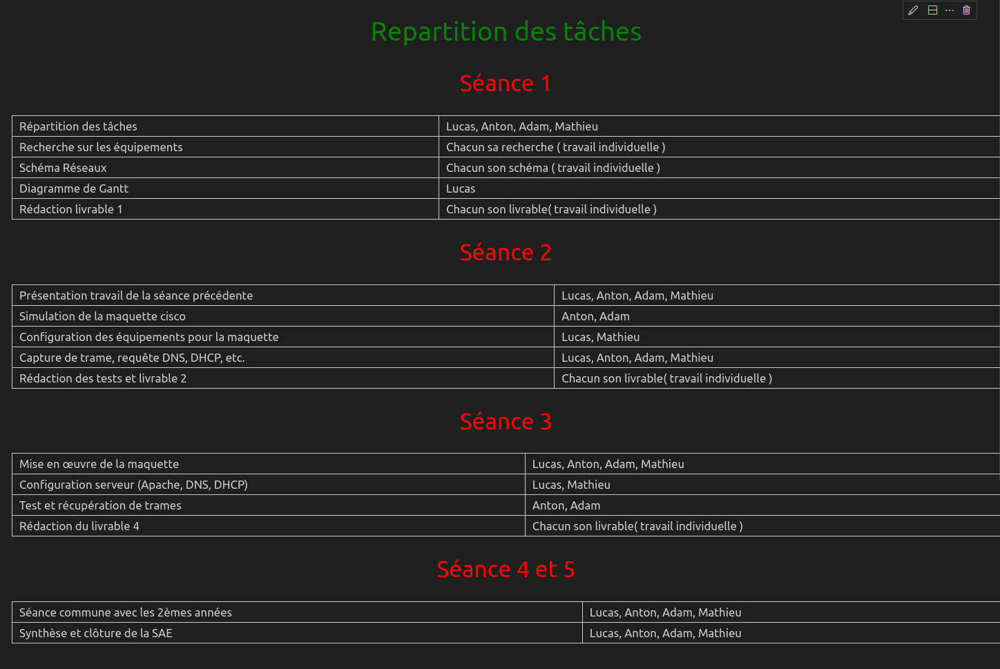 Repartition des tâches
Séance 1
Répartition des tâches Lucas, Anton, Adam, Mathieu
Recherche sur les équipements Chacun sa recherche ( travail individuelle )
Schéma Réseaux Chacun son schéma ( travail individuelle )
Diagramme de Gantt Lucas
Rédaction livrable 1 Chacun son livrable( travail individuelle )
Séance 2
Présentation travail de la séance précédente Lucas, Anton, Adam, Mathieu
Simulation de la maquette cisco Anton, Adam
Configuration des équipements pour la maquette Lucas, Mathieu
Capture de trame, requête DNS, DHCP, etc. Lucas, Anton, Adam, Mathieu
Rédaction des tests et livrable 2 Chacun son livrable( travail individuelle )
Séance 3
Mise en œuvre de la maquette Lucas, Anton, Adam, Mathieu
Configuration serveur (Apache, DNS, DHCP) Lucas, Mathieu
Test et récupération de trames Anton, Adam
Rédaction du livrable 4 Chacun son livrable( travail individuelle )
Séance 4 et 5
Séance commune avec les 2èmes années Lucas, Anton, Adam, Mathieu
Synthèse et clôture de la SAE Lucas, Anton, Adam, Mathieu